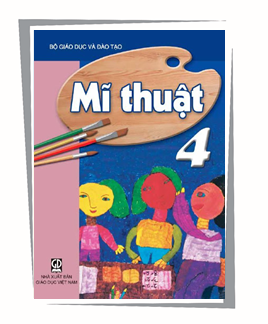 BỘ GIÁO DỤC VÀ ĐÀO TẠO
Mĩ thuật
4
NHÀ XUẤT BẢN
GIÁO DỤC VIỆT NAM